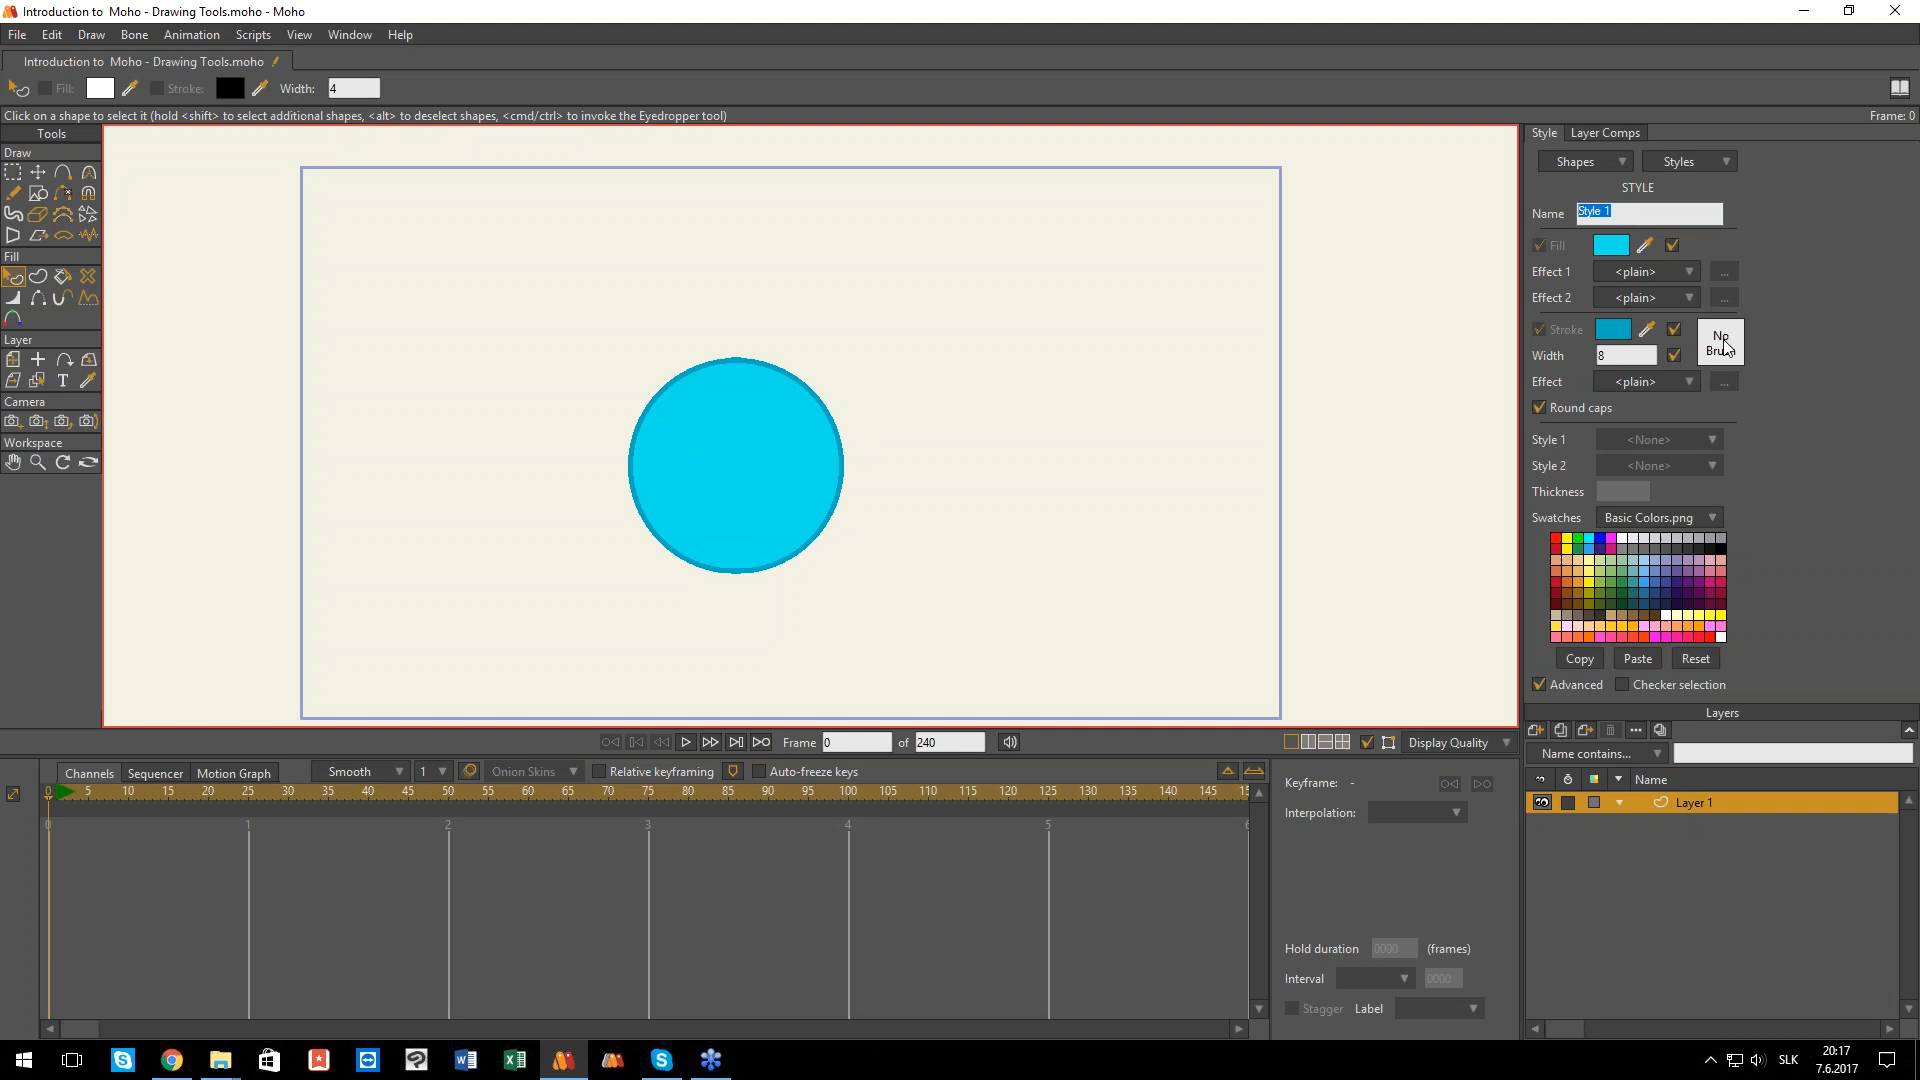 Introduction to  Moho - Drawing Tools.moho - Moho
File Edit Draw Bone Animation Scripts View Window Help
Introduction to  Moho - Drawing Tools.moho
Fill: Stroke: Width: 4
Click on a shape to select it (hold <shift> to select additional shapes, <alt> to deselect shapes, <cmd/ctrl> to invoke the Eyedropper tool) Frame: 0
Tools
Draw
Fill
Layer
Camera
Workspace
Style Layer Comps
Shapes Styles
STYLE
Name Style 1
Fill
Effect 1 <plain> ...
Effect 2 <plain> ...
Stroke No
Width 8 Brush
Effect <plain> ...
Round caps
Style 1 <None>
Style 2 <None>
Thickness
Swatches Basic Colors.png
Copy Paste Reset
Advanced Checker selection
Frame 0 of 240 Display Quality
Layers
Name contains...
Name
Layer 1
Channels Sequencer Motion Graph Smooth 1 Onion Skins Relative keyframing Auto-freeze keys
0 5 10 15 20 25 30 35 40 45 50 55 60 65 70 75 80 85 90 95 100 105 110 115 120 125 130 135 140 145 15
0 1 2 3 4 5 6
Keyframe: -
Interpolation:
Hold duration 0000 (frames)
Interval 0000
Stagger Label
SLK
20:17
7.6.2017